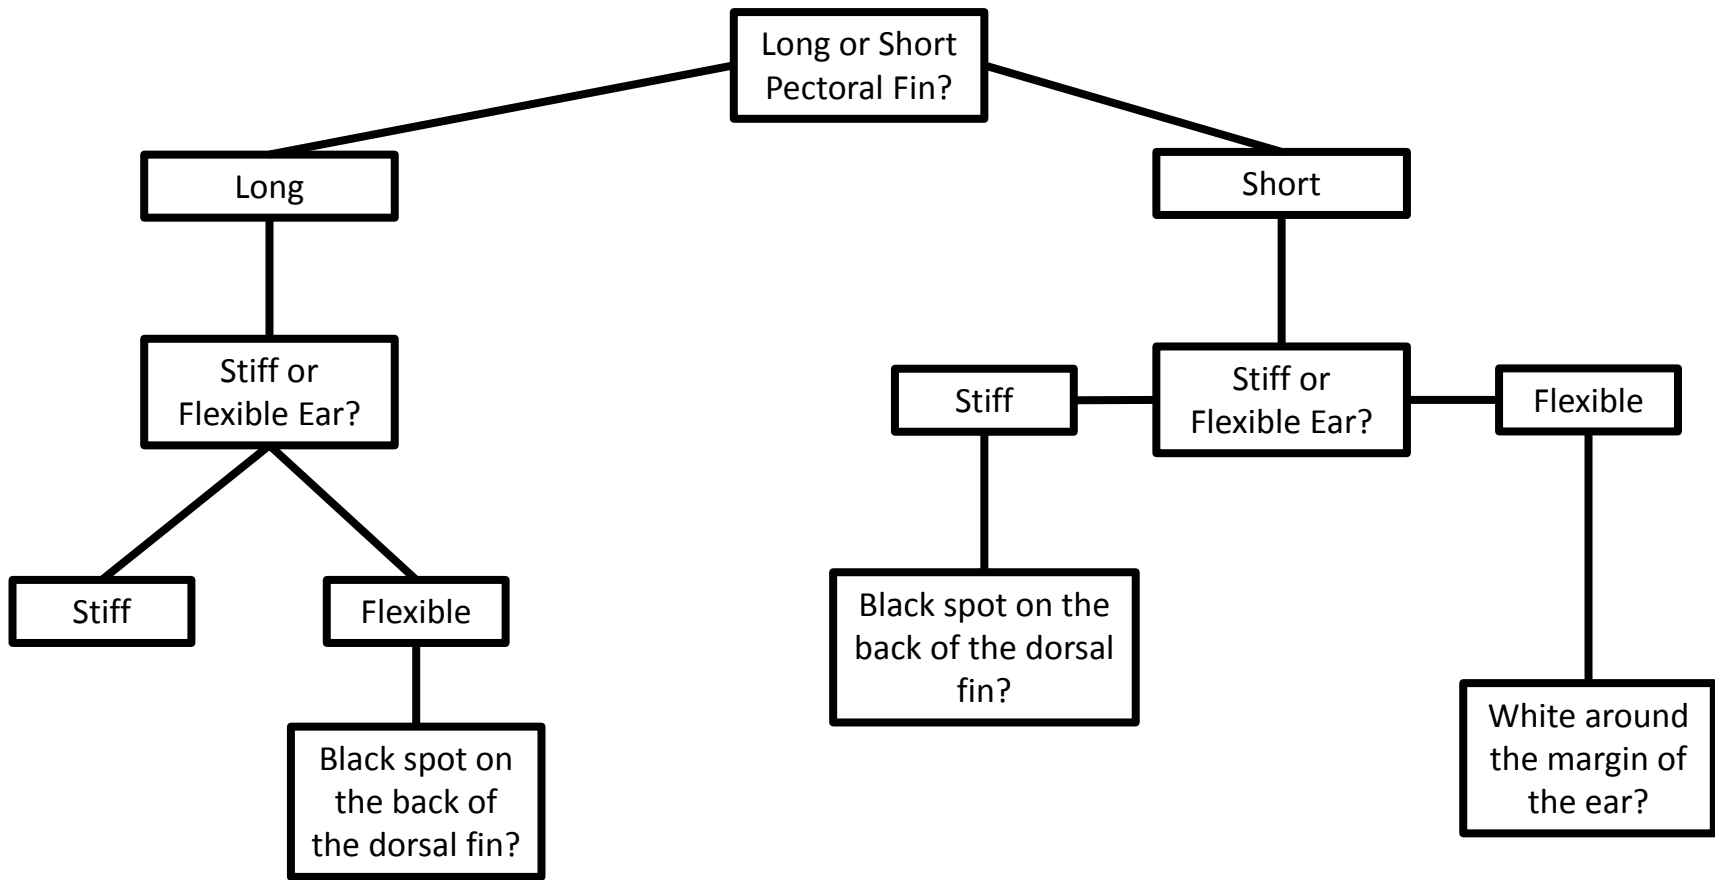 Long or Short
Pectoral Fin?
Long
Short
Stiff or
Flexible Ear?
Stiff
Stiff or
Flexible Ear?
Flexible
Stiff
Flexible
Black spot on the
back of the dorsal
fin?
White around
the margin of
the ear?
Black spot on
the back of
the dorsal fin?